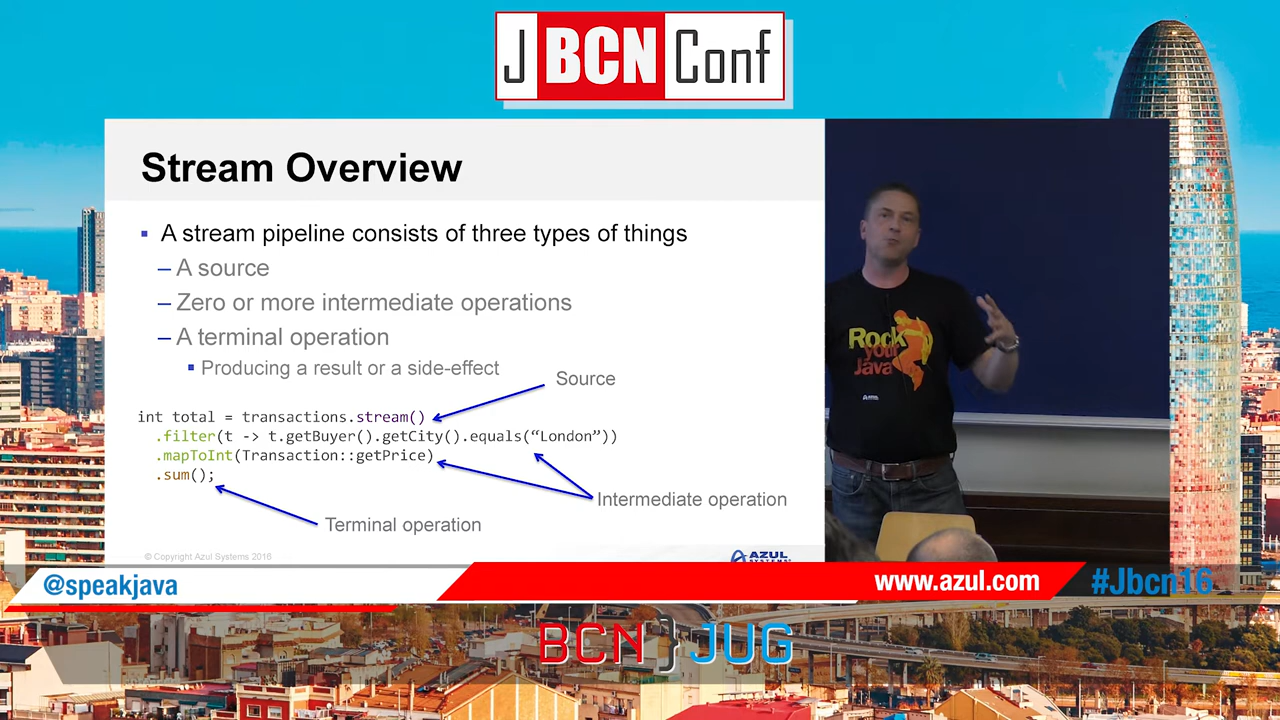 J BCN Conf
Stream Overview
▪ A stream pipeline consists of three types of things
– A source
– Zero or more intermediate operations
– A terminal operation
▪ Producing a result or a side-effect
Source
int total = transactions.stream()
.filter(t -> t.getBuyer().getCity().equals(“London”))
.mapToInt(Transaction::getPrice)
.sum();
Intermediate operation
Terminal operation
© Copyright Azul Systems 2016
AZUL
SYSTEMS
Rock
your
Java
@speakjava
www.azul.com
#Jbcn16
BCN } JUG